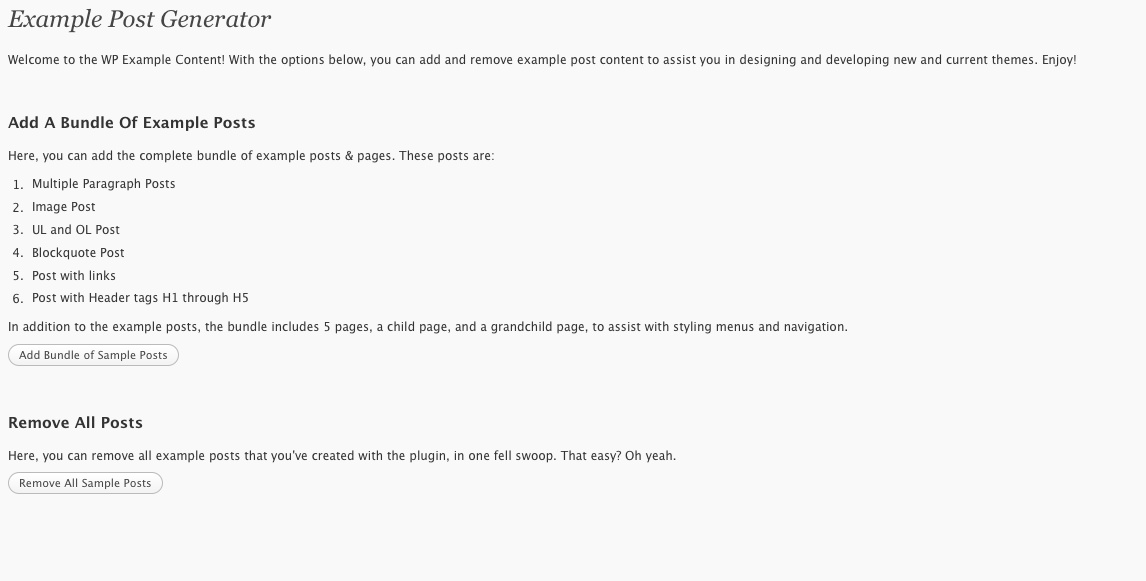 Example Post Generator
Welcome to the WP Example Content! With the options below, you can add and remove example post content to assist you in designing and developing new and current themes. Enjoy!
Add A Bundle Of Example Posts
Here, you can add the complete bundle of example posts & pages. These posts are:
1. Multiple Paragraph Posts
2. Image Post
3. UL and OL Post
4. Blockquote Post
5. Post with links
6. Post with Header tags H1 through H5
In addition to the example posts, the bundle includes 5 pages, a child page, and a grandchild page, to assist with styling menus and navigation.
Add Bundle of Sample Posts
Remove All Posts
Here, you can remove all example posts that you've created with the plugin, in one fell swoop. That easy? Oh yeah.
Remove All Sample Posts